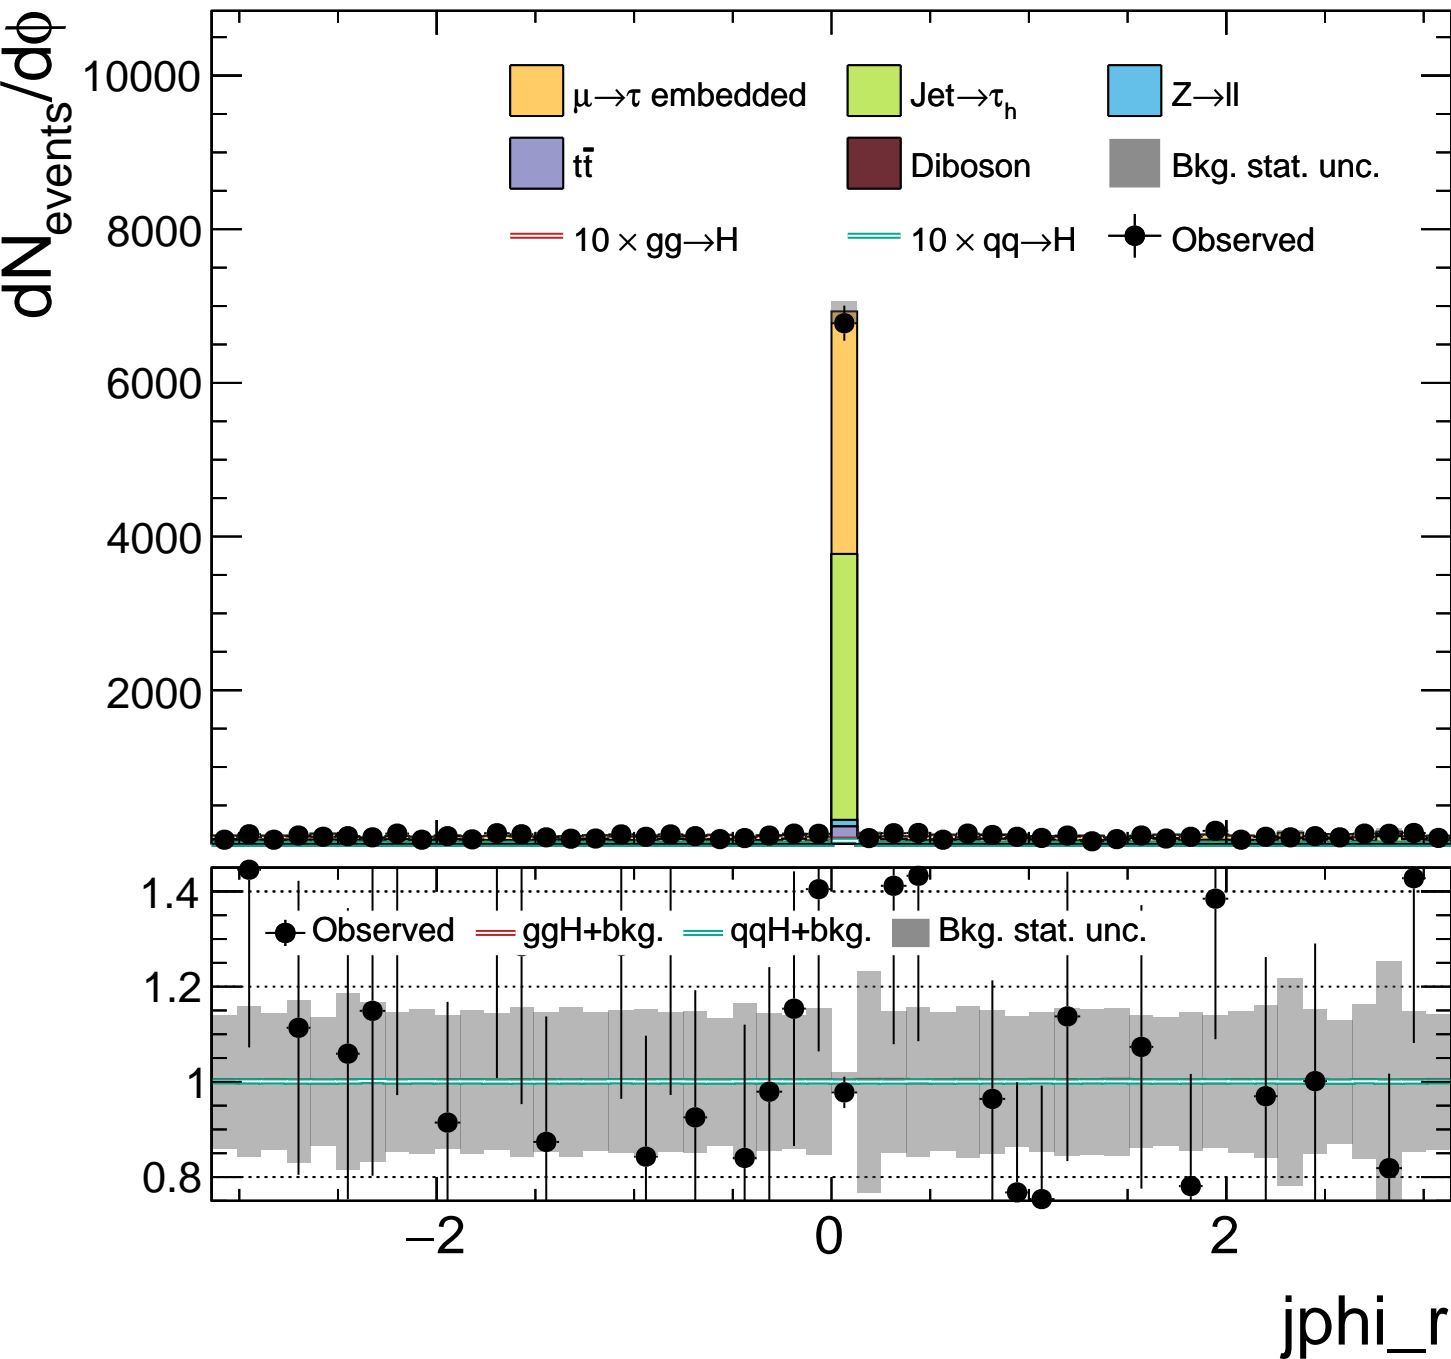 dN_events/dϕ
10000
8000
6000
4000
2000
μ→τ embedded
Jet→τ_h
Z→ll
tt̄
Diboson
Bkg. stat. unc.
10 × gg→H
10 × qq→H
Observed
1.4
1.2
1
0.8
Observed
ggH+bkg.
qqH+bkg.
Bkg. stat. unc.
−2
0
2
jphi_r